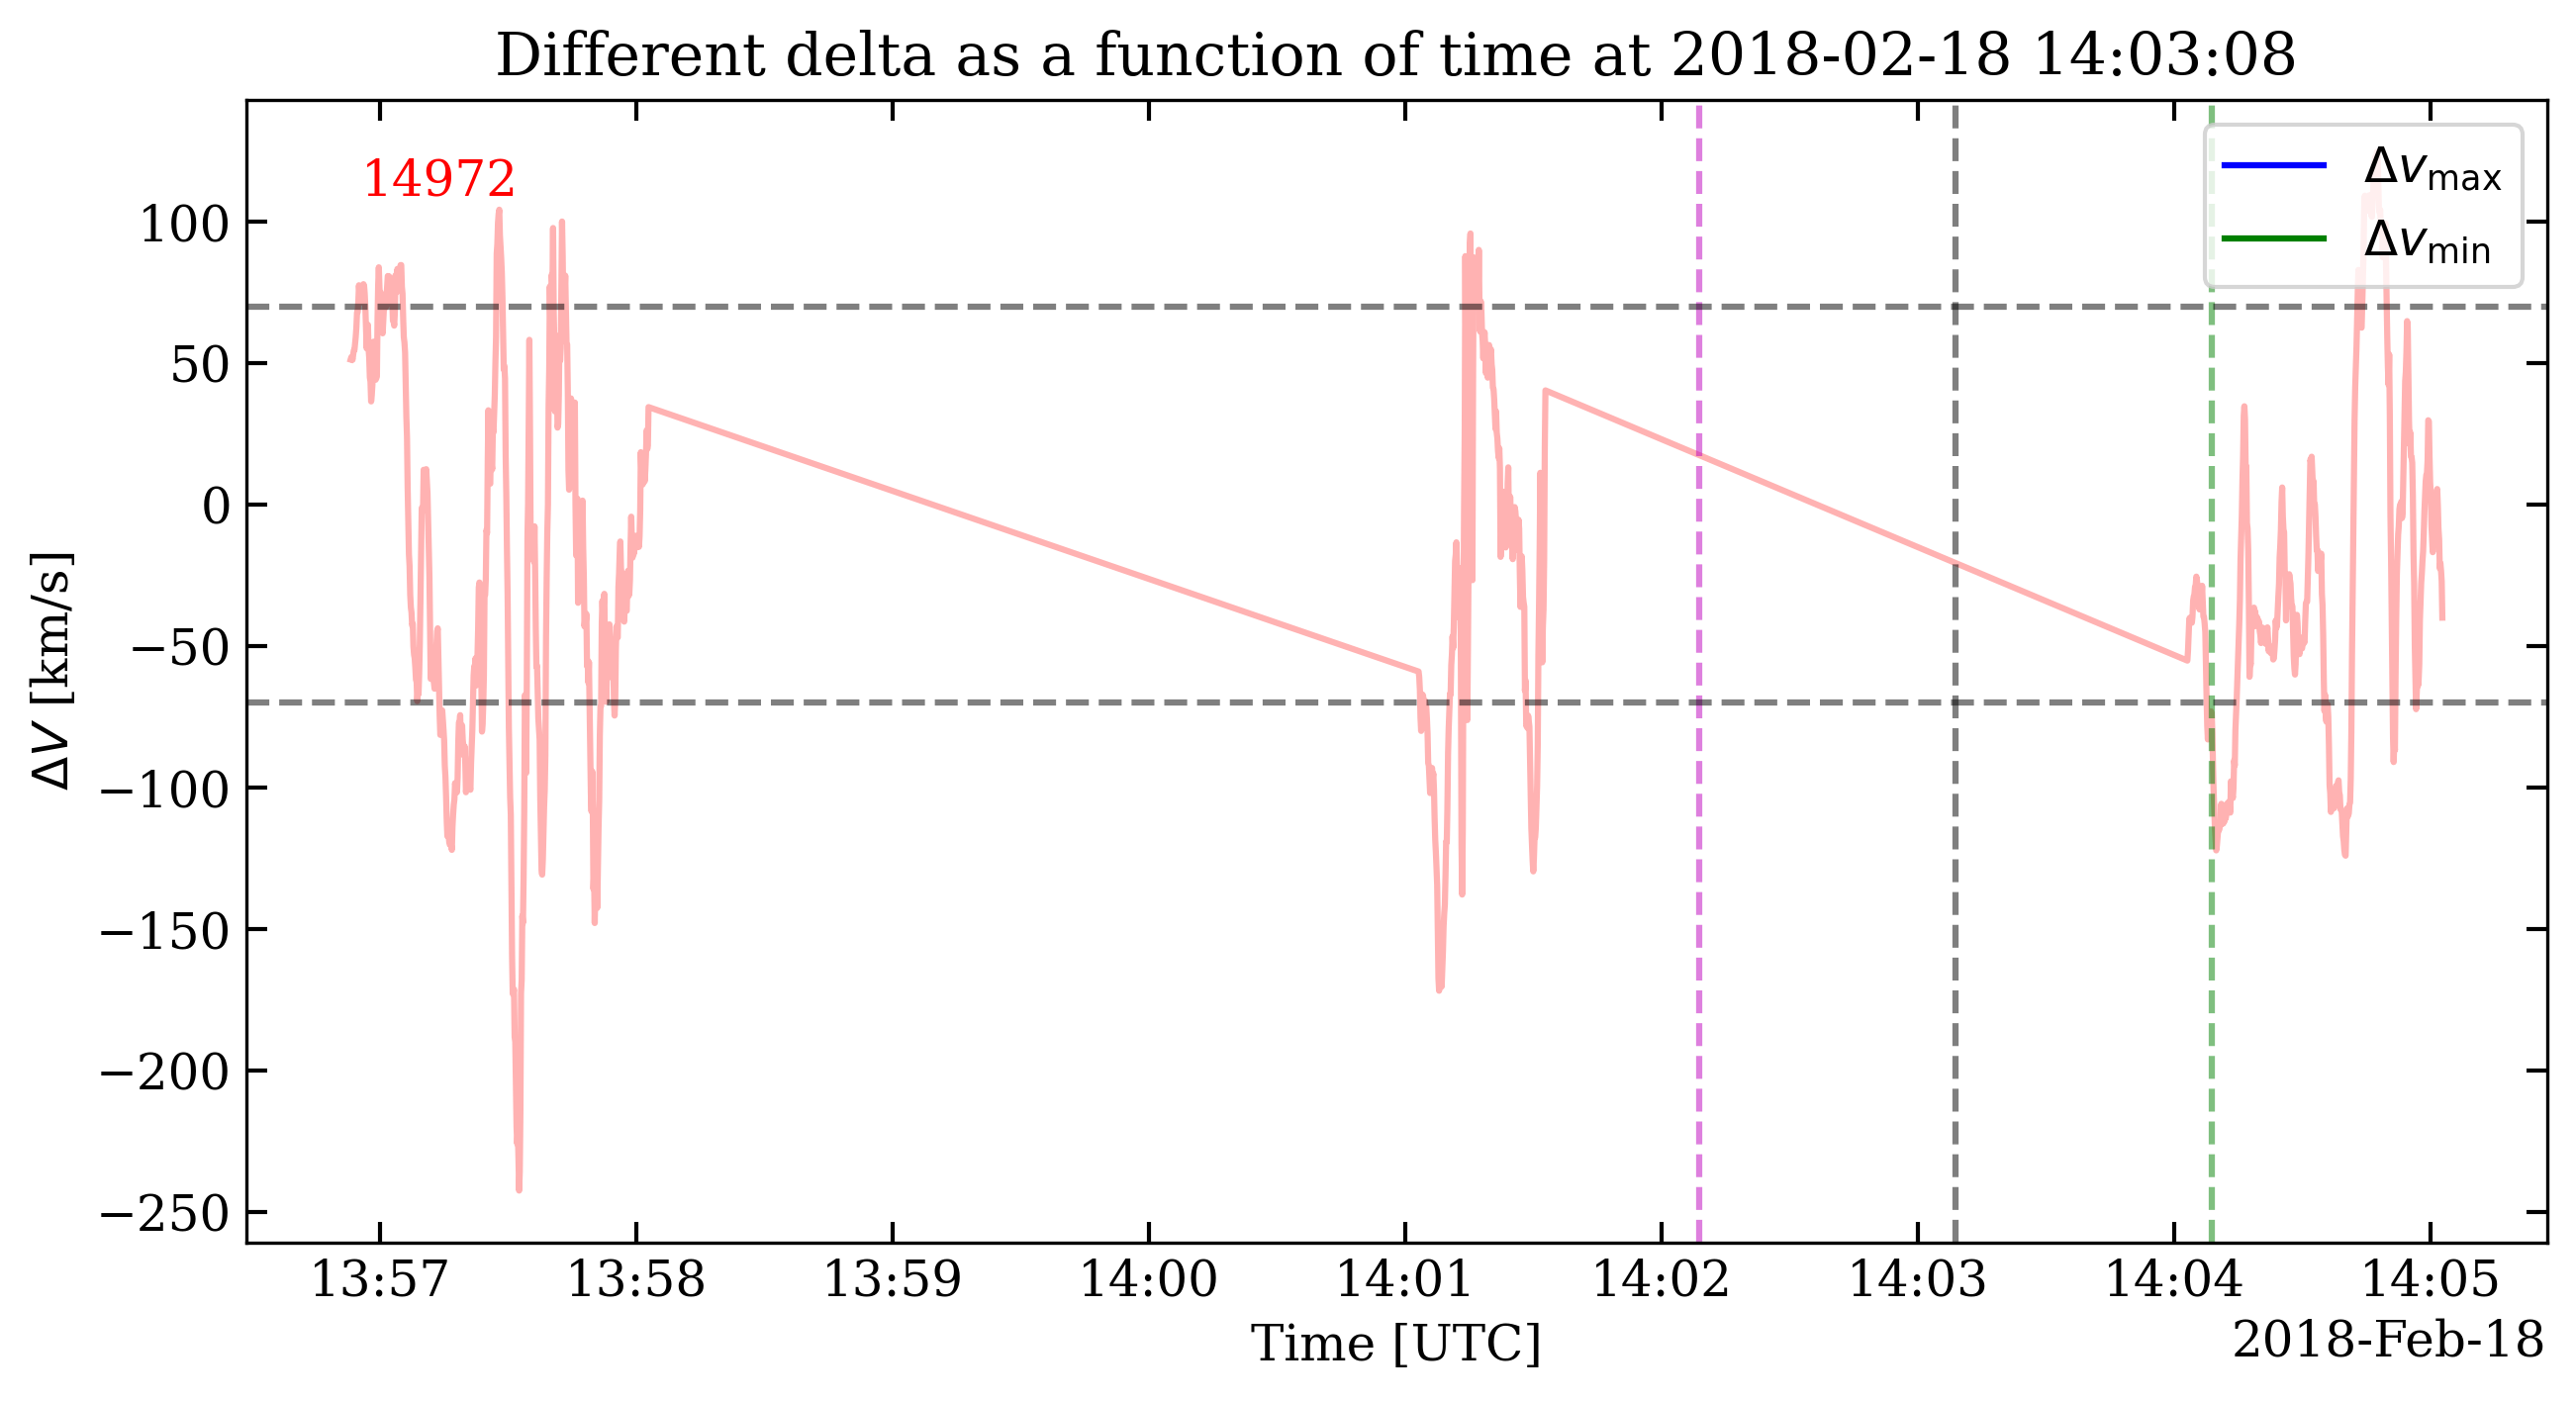 Different delta as a function of time at 2018-02-18 14:03:08
14972
Δv_max
Δv_min
100
50
0
−50
−100
−150
−200
−250
ΔV [km/s]
13:57 13:58 13:59 14:00 14:01 14:02 14:03 14:04 14:05
Time [UTC]
2018-Feb-18